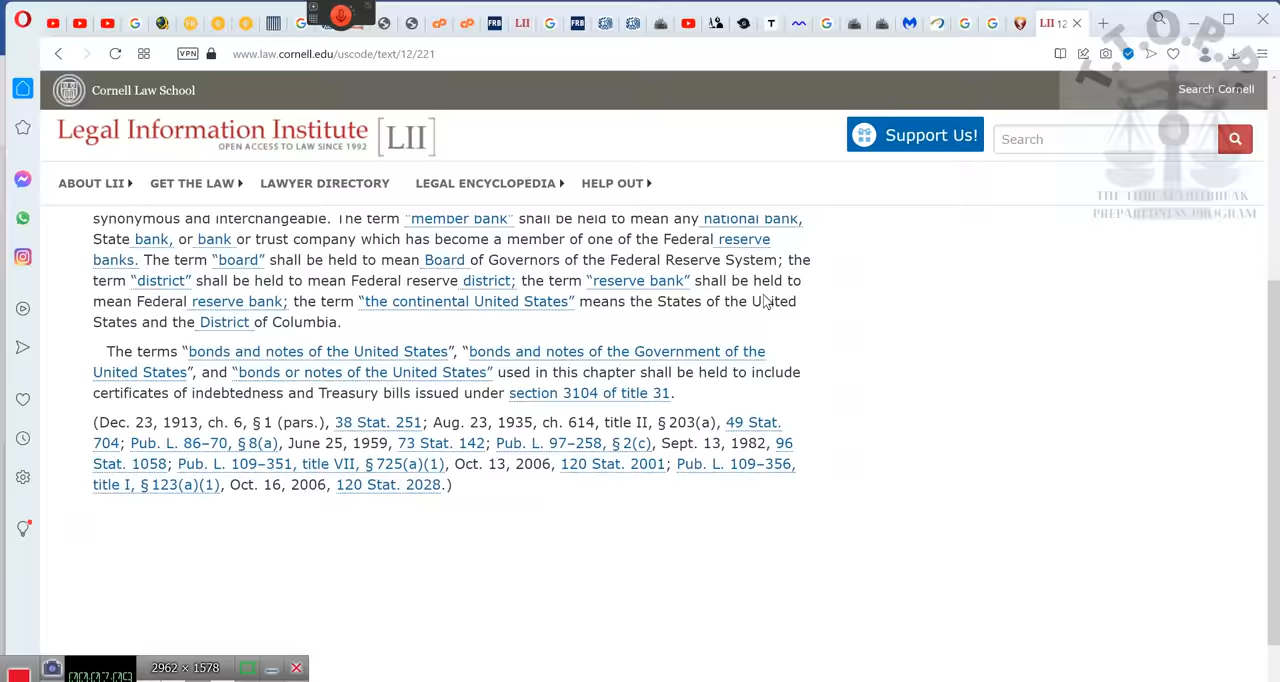 LII 12
VPN
www.law.cornell.edu/uscode/text/12/221
T.T.O.P.P.
Cornell Law School
Search Cornell
Legal Information Institute [LII]
OPEN ACCESS TO LAW SINCE 1992
Support Us!
Search
ABOUT LII GET THE LAW LAWYER DIRECTORY LEGAL ENCYCLOPEDIA HELP OUT
PREPAREDNESS PROGRAM
synonymous and interchangeable. The term “member bank” shall be held to mean any national bank,
State bank, or bank or trust company which has become a member of one of the Federal reserve
banks. The term “board” shall be held to mean Board of Governors of the Federal Reserve System; the
term “district” shall be held to mean Federal reserve district; the term “reserve bank” shall be held to
mean Federal reserve bank; the term “the continental United States” means the States of the United
States and the District of Columbia.
The terms “bonds and notes of the United States”, “bonds and notes of the Government of the
United States”, and “bonds or notes of the United States” used in this chapter shall be held to include
certificates of indebtedness and Treasury bills issued under section 3104 of title 31.
(Dec. 23, 1913, ch. 6, § 1 (pars.), 38 Stat. 251; Aug. 23, 1935, ch. 614, title II, § 203(a), 49 Stat.
704; Pub. L. 86–70, § 8(a), June 25, 1959, 73 Stat. 142; Pub. L. 97–258, § 2(c), Sept. 13, 1982, 96
Stat. 1058; Pub. L. 109–351, title VII, § 725(a)(1), Oct. 13, 2006, 120 Stat. 2001; Pub. L. 109–356,
title I, § 123(a)(1), Oct. 16, 2006, 120 Stat. 2028.)
2962 × 1578